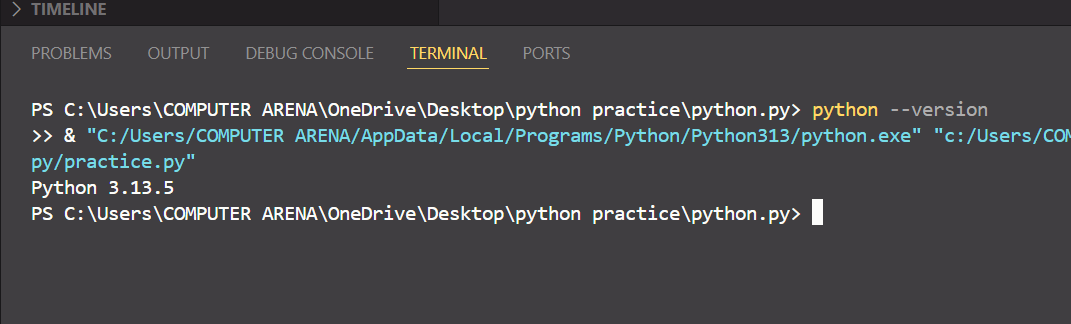 TIMELINE
PROBLEMS OUTPUT DEBUG CONSOLE TERMINAL PORTS
PS C:\Users\COMPUTER ARENA\OneDrive\Desktop\python practice\python.py> python --version
>> & "C:/Users/COMPUTER ARENA/AppData/Local/Programs/Python/Python313/python.exe" "c:/Users/COM
py/practice.py"
Python 3.13.5
PS C:\Users\COMPUTER ARENA\OneDrive\Desktop\python practice\python.py>